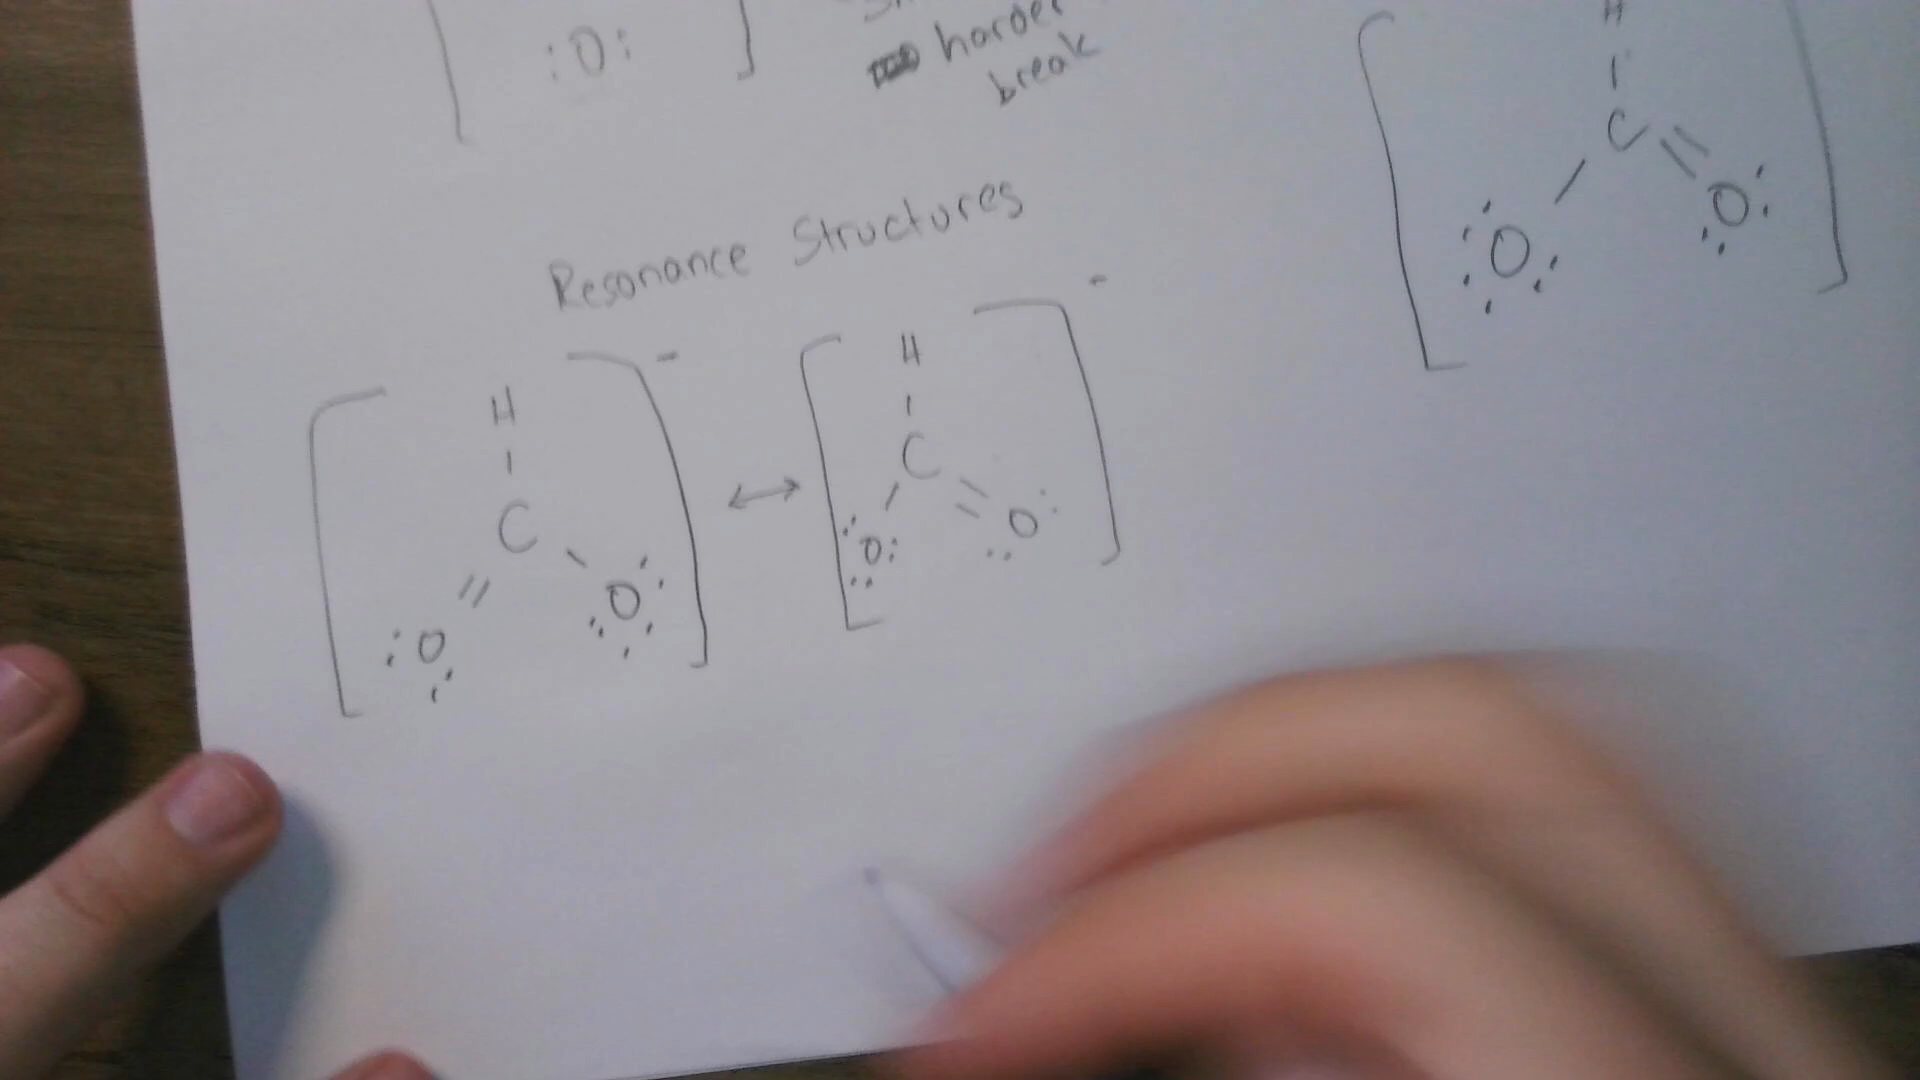 :O:
harder
break
H
C
O
O
Resonance Structures
-
-
H
C
O
O
H
C
O
O